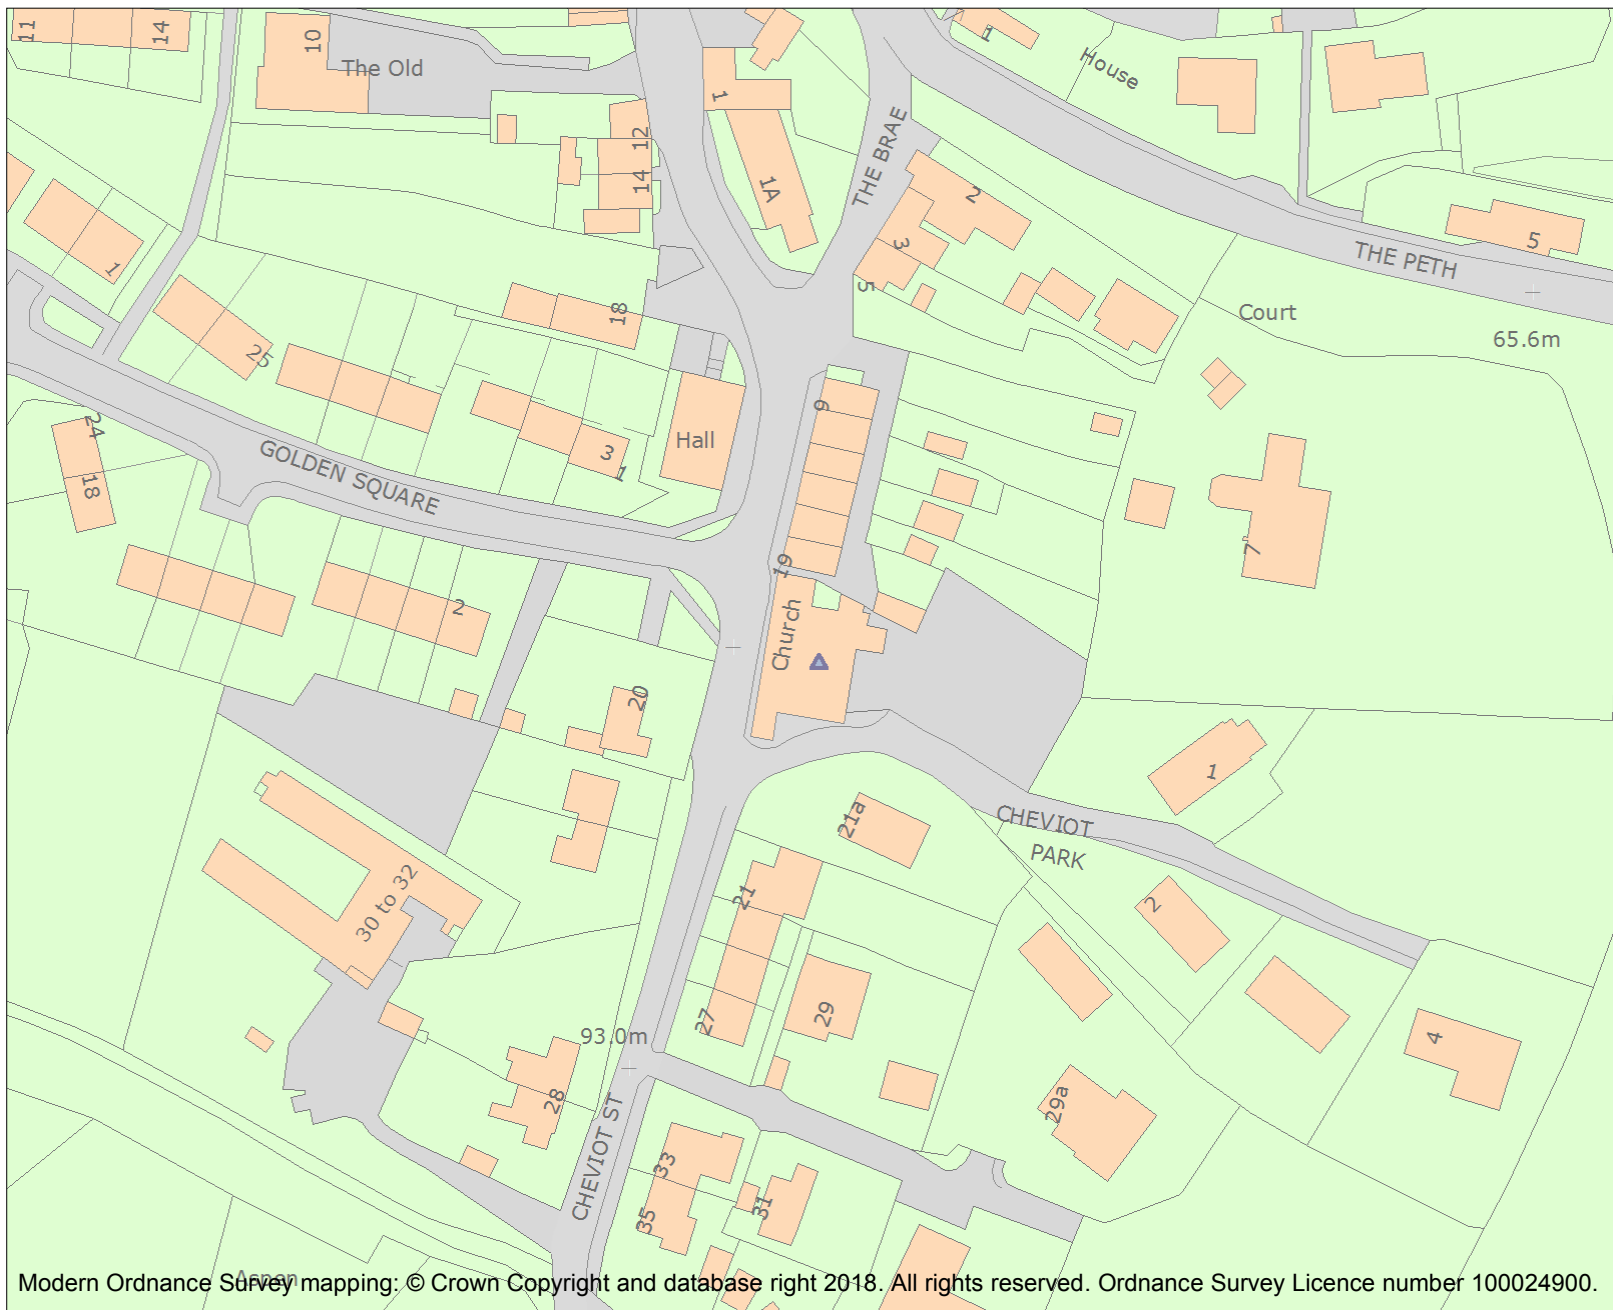 11
14
10
The Old
1
1
House
12
14
1A
THE BRAE
2
3
5
5
THE PETH
1
Court
65.6m
18
25
9
Hall
3
1
24
18
GOLDEN SQUARE
19
7
2
Church
20
1
21a
CHEVIOT
PARK
21
2
30 to 32
27
29
93.0m
4
28
29a
CHEVIOT ST
33
35
31
Aspen
Modern Ordnance Survey mapping: © Crown Copyright and database right 2018. All rights reserved. Ordnance Survey Licence number 100024900.